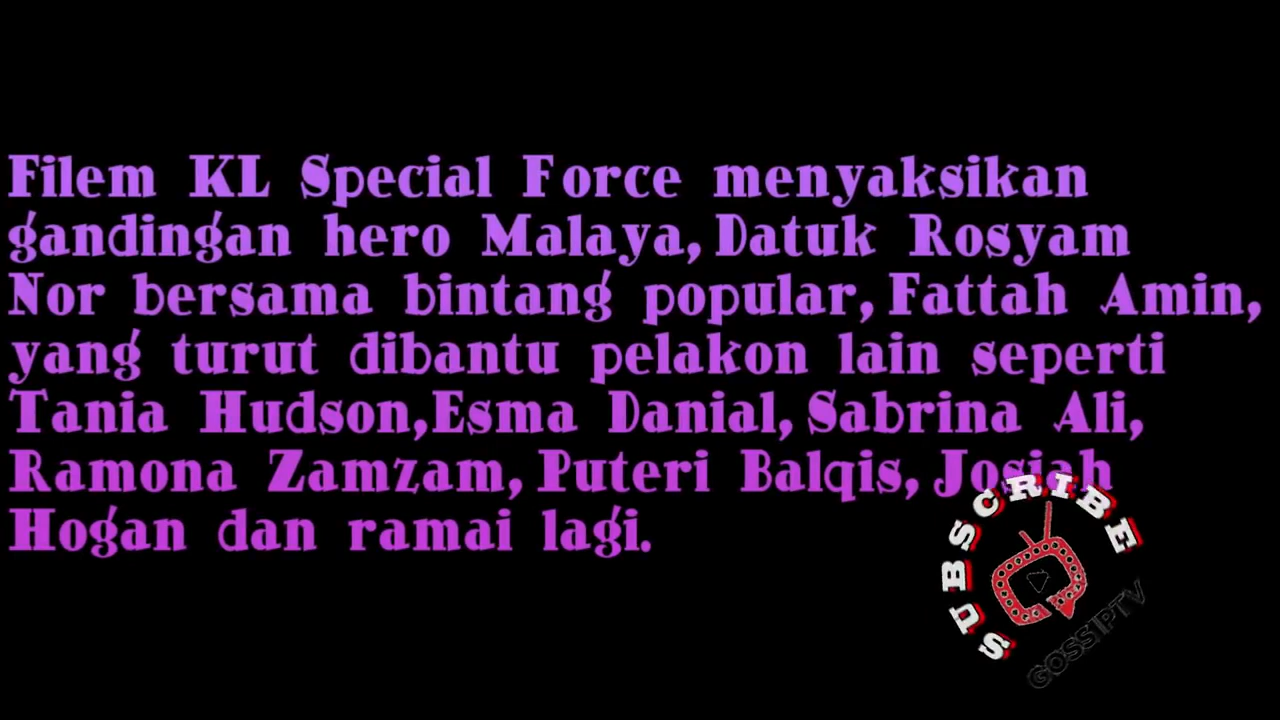 Filem KL Special Force menyaksikan
gandingan hero Malaya, Datuk Rosyam
Nor bersama bintang popular, Fattah Amin,
yang turut dibantu pelakon lain seperti
Tania Hudson,Esma Danial, Sabrina Ali,
Ramona Zamzam, Puteri Balqis, Josiah
Hogan dan ramai lagi.
SUBSCRIBE
GOSSIPTV